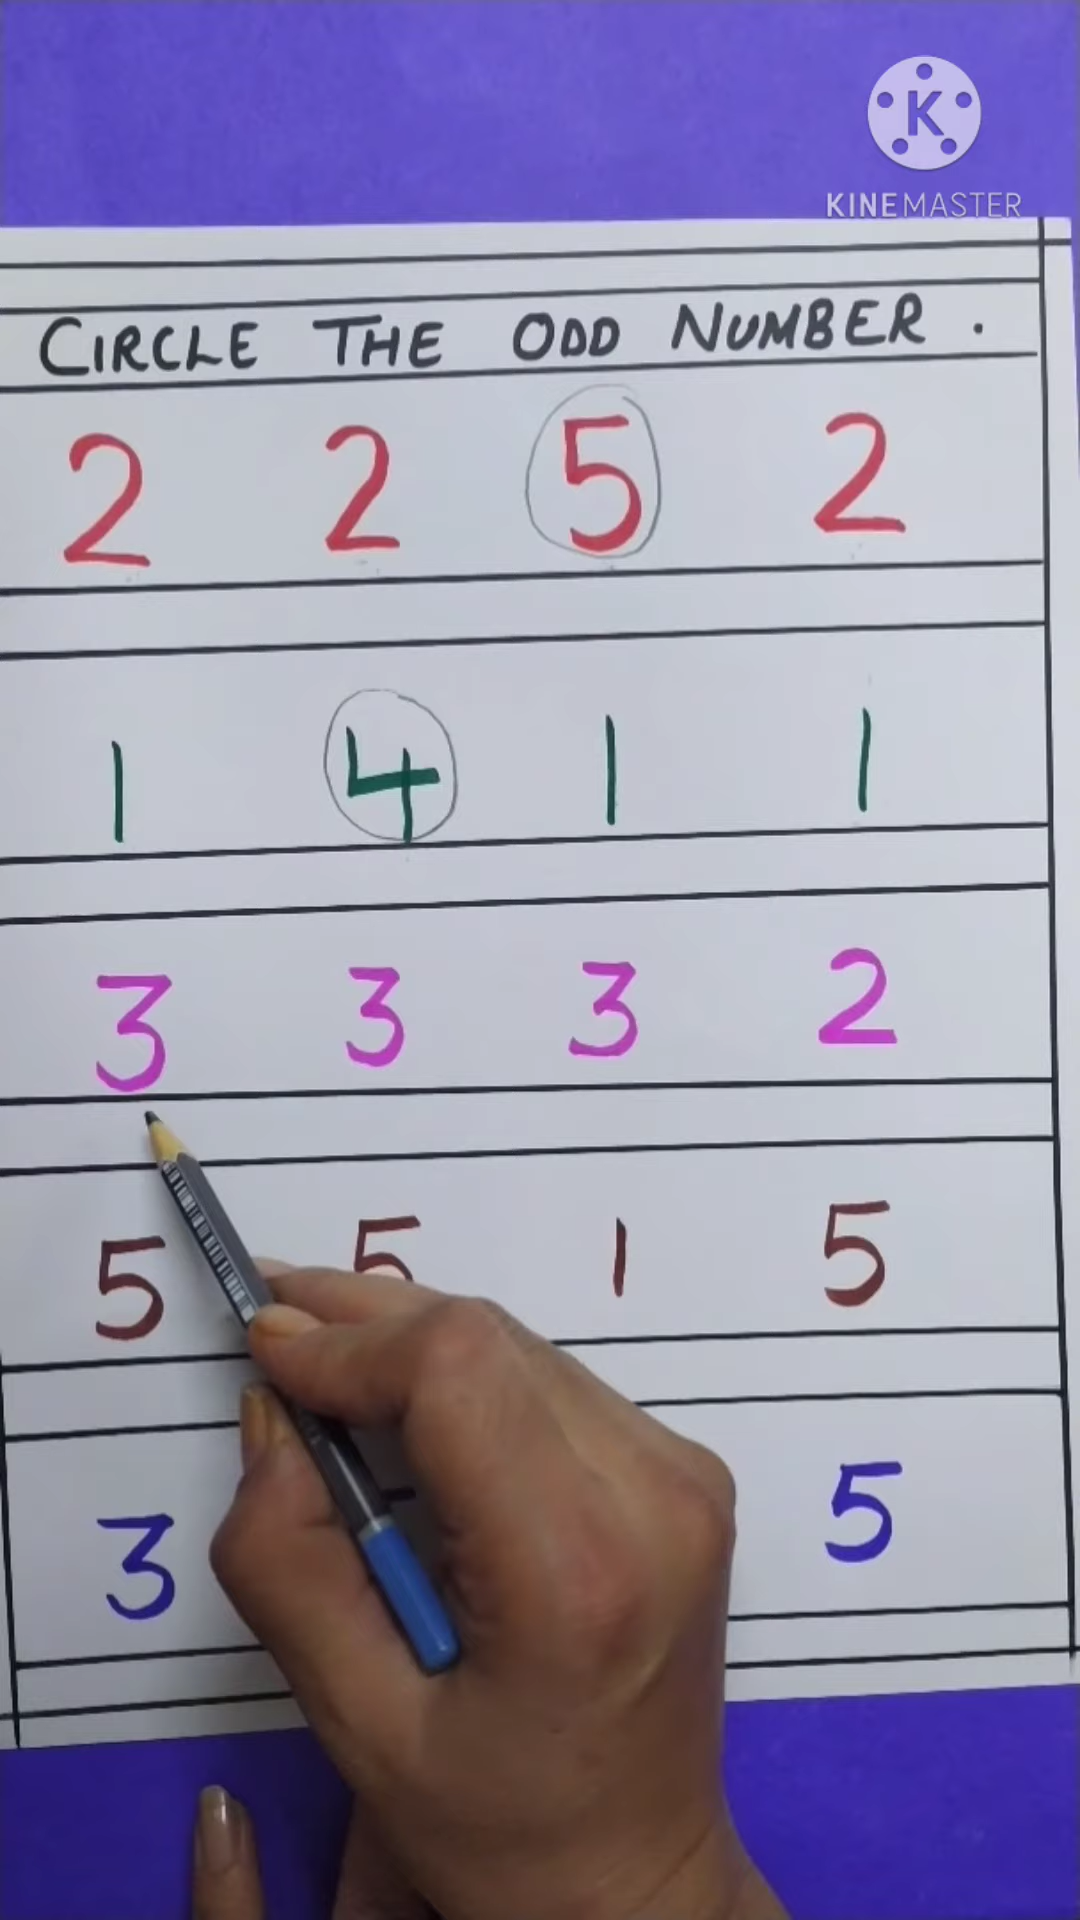 K
KINEMASTER
CIRCLE THE ODD NUMBER .
2 2 5 2
1 4 1 1
3 3 3 2
5 5 1 5
3 5